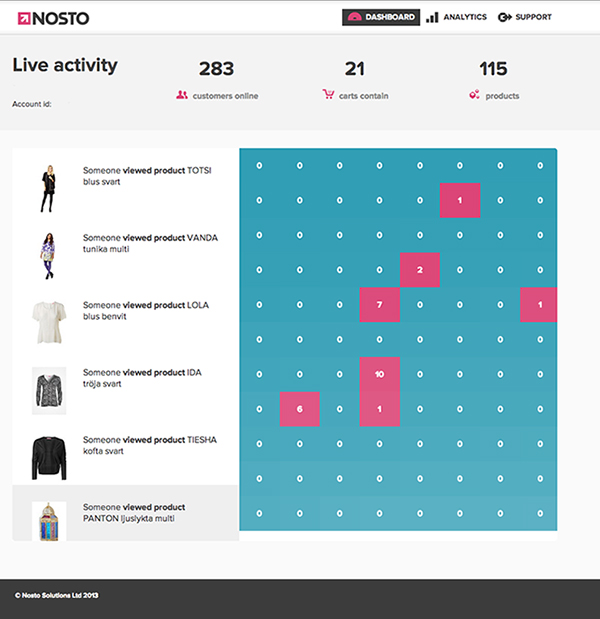 NOSTO
DASHBOARD ANALYTICS SUPPORT
Live activity
Account id:
283
customers online
21
carts contain
115
products
Someone viewed product TOTSI
blus svart
Someone viewed product VANDA
tunika multi
Someone viewed product LOLA
blus benvit
Someone viewed product IDA
tröja svart
Someone viewed product TIESHA
kofta svart
Someone viewed product
PANTON ljuslykta multi
0 0 0 0 0 0 0 0
0 0 0 0 0 1 0 0
0 0 0 0 0 0 0 0
0 0 0 0 2 0 0 0
0 0 0 7 0 0 0 1
0 0 0 0 0 0 0 0
0 0 0 10 0 0 0 0
0 6 0 1 0 0 0 0
0 0 0 0 0 0 0 0
0 0 0 0 0 0 0 0
0 0 0 0 0 0 0 0
© Nosto Solutions Ltd 2013